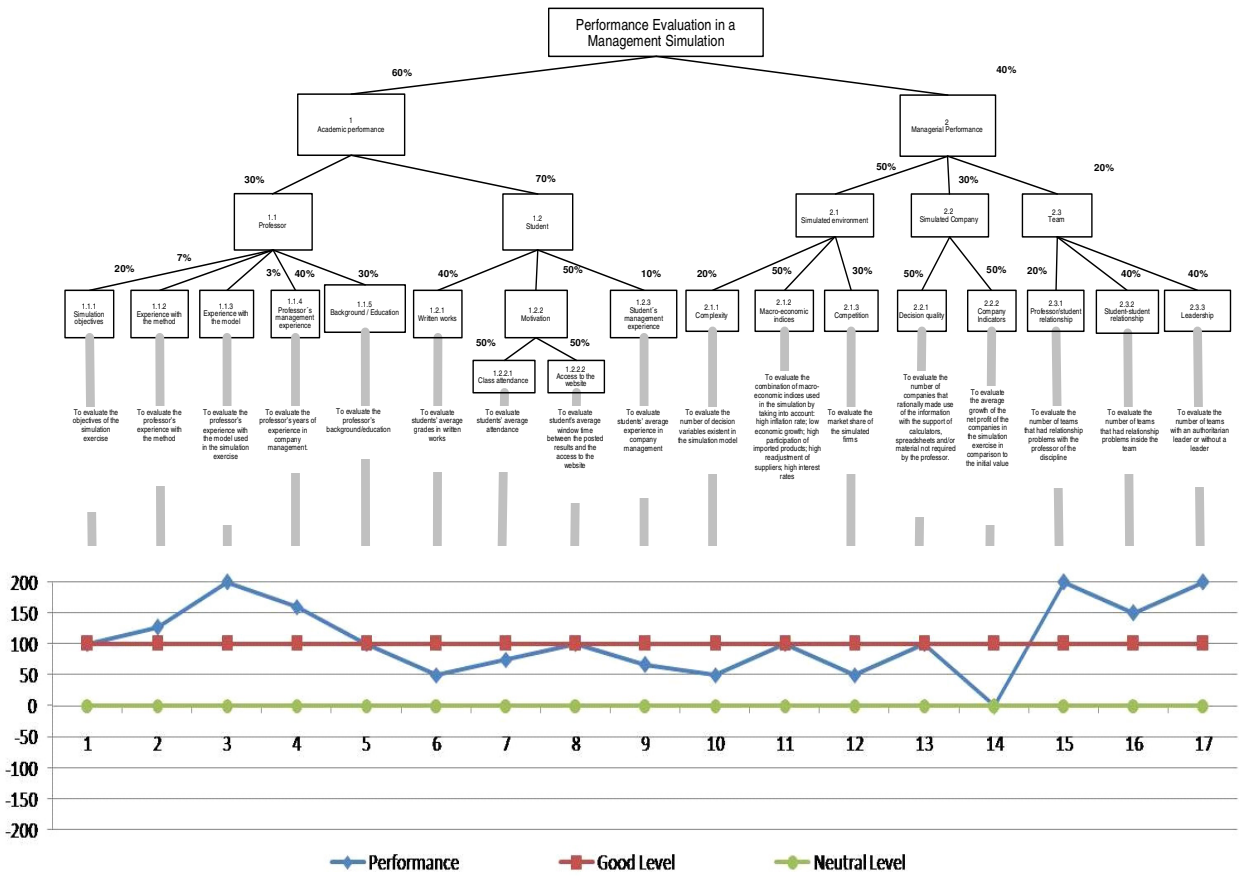 Performance Evaluation in a
Management Simulation
60%
40%
1
Academic performance
2
Managerial Performance
30%
70%
50%
30%
20%
1.1
Professor
1.2
Student
2.1
Simulated environment
2.2
Simulated Company
2.3
Team
20%
7%
3%
40%
30%
40%
50%
10%
20%
50%
30%
50%
50%
20%
40%
40%
1.1.1
Simulation
objectives
1.1.2
Experience with
the method
1.1.3
Experience with
the model
1.1.4
Professor´s
management
experience
1.1.5
Background / Education
1.2.1
Written works
1.2.2
Motivation
1.2.3
Student´s
management
experience
2.1.1
Complexity
2.1.2
Macro-economic
indices
2.1.3
Competition
2.2.1
Decision quality
2.2.2
Company
Indicators
2.3.1
Professor/student
relationship
2.3.2
Student-student
relationship
2.3.3
Leadership
50%
50%
1.2.2.1
Class attendance
1.2.2.2
Access to the
website
To evaluate the
objectives of the
simulation
exercise
To evaluate the
professor's
experience with
the method
To evaluate the
professor's
experience with
the model used
in the simulation
exercise
To evaluate the
professor's years of
experience in
company
management.
To evaluate the
professor's
background/education
To evaluate
students' average
grades in written
works
To evaluate
students' average
attendance
To evaluate
student's average
window time
between the posted
results and the
access to the
website
To evaluate
students' average
experience in
company
management
To evaluate the
number of decision
variables existent in
the simulation model
To evaluate the
combination of macro-
economic indices used
in the simulation by
taking into account:
high inflation rate; low
economic growth; high
participation of
imported products; high
readjustment of
suppliers; high interest
rates
To evaluate the
market share of the
simulated
firms
To evaluate the
number of
companies that
rationally made use
of the information
with the support of
calculators,
spreadsheets and/or
material not required
by the professor.
To evaluate
the average
growth of the
net profit of the
companies in
the simulation
exercise in
comparison to
the initial value
To evaluate the
number of teams
that had relationship
problems with the
professor of the
discipline
To evaluate the
number of teams
that had relationship
problems inside the
team
To evaluate the
number of teams
with an authoritarian
leader or without a
leader
200
150
100
50
0
-50
-100
-150
-200
1 2 3 4 5 6 7 8 9 10 11 12 13 14 15 16 17
Performance Good Level Neutral Level